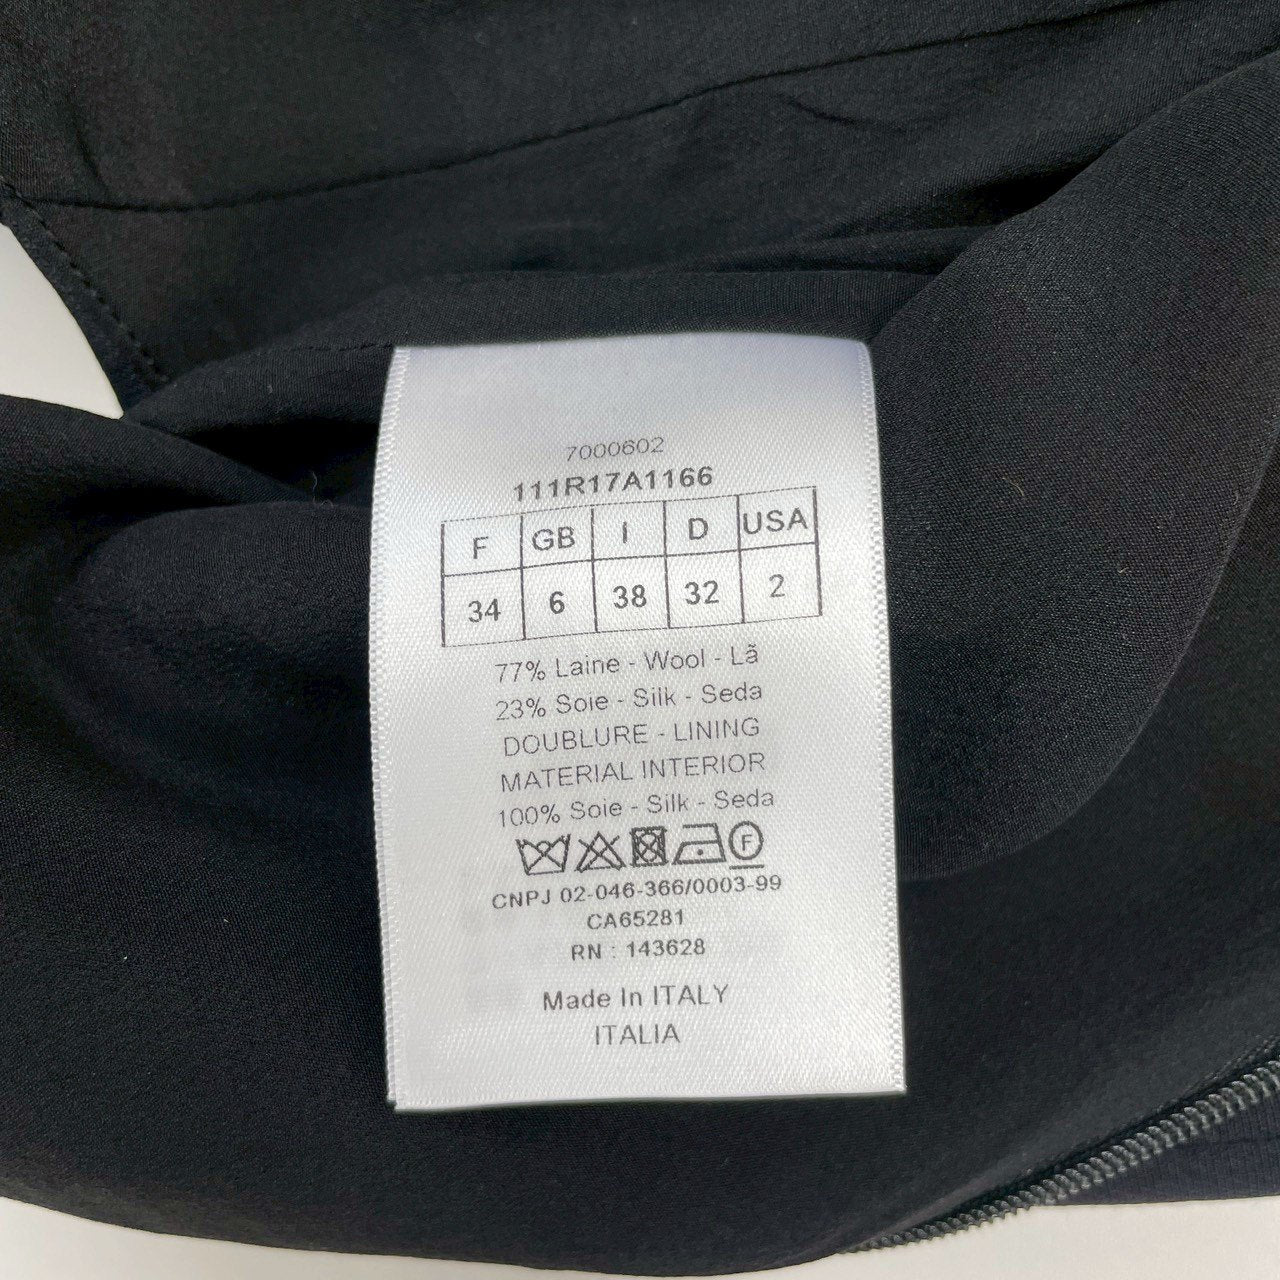 7000602
111R17A1166
F GB I D USA
34 6 38 32 2
77% Laine - Wool - Lã
23% Soie - Silk - Seda
DOUBLURE - LINING
MATERIAL INTERIOR
100% Soie - Silk - Seda
F
CNPJ 02-046-366/0003-99
CA65281
RN : 143628
Made In ITALY
ITALIA